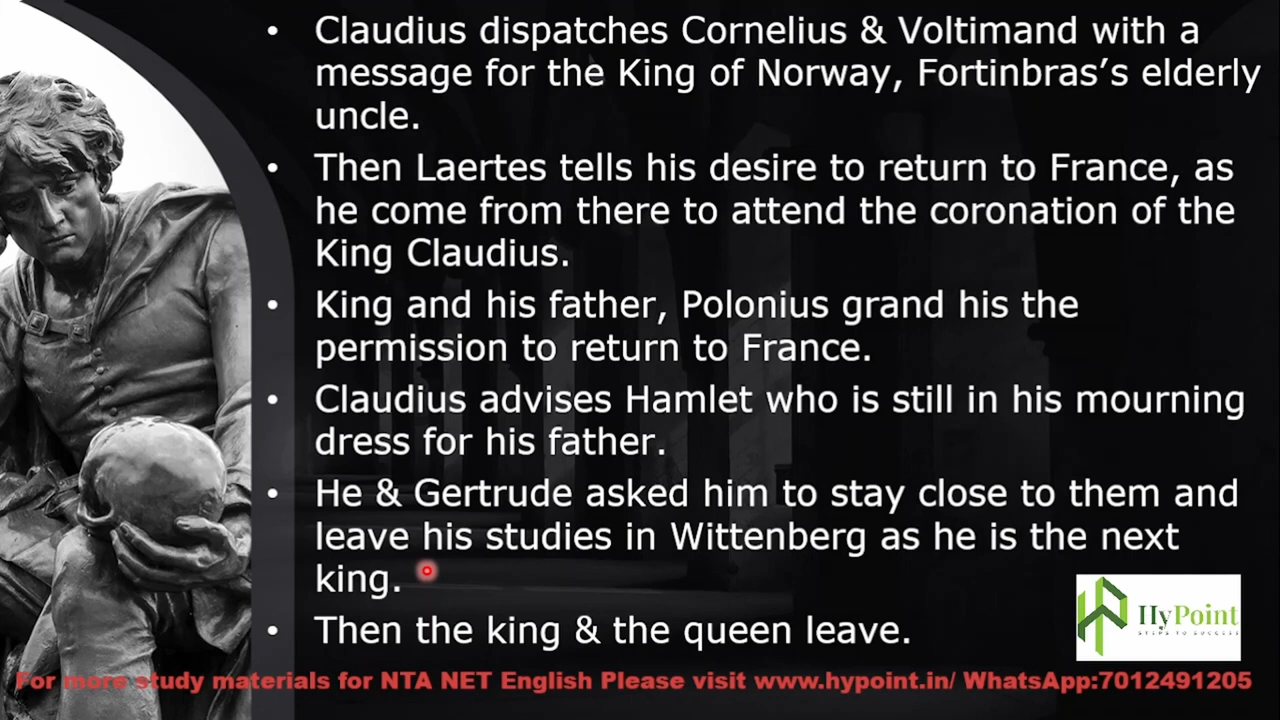 • Claudius dispatches Cornelius & Voltimand with a
message for the King of Norway, Fortinbras’s elderly
uncle.
• Then Laertes tells his desire to return to France, as
he come from there to attend the coronation of the
King Claudius.
• King and his father, Polonius grand his the
permission to return to France.
• Claudius advises Hamlet who is still in his mourning
dress for his father.
• He & Gertrude asked him to stay close to them and
leave his studies in Wittenberg as he is the next
king.
• Then the king & the queen leave.
HyPoint
STEPS TO SUCCESS
For more study materials for NTA NET English Please visit www.hypoint.in/ WhatsApp:7012491205